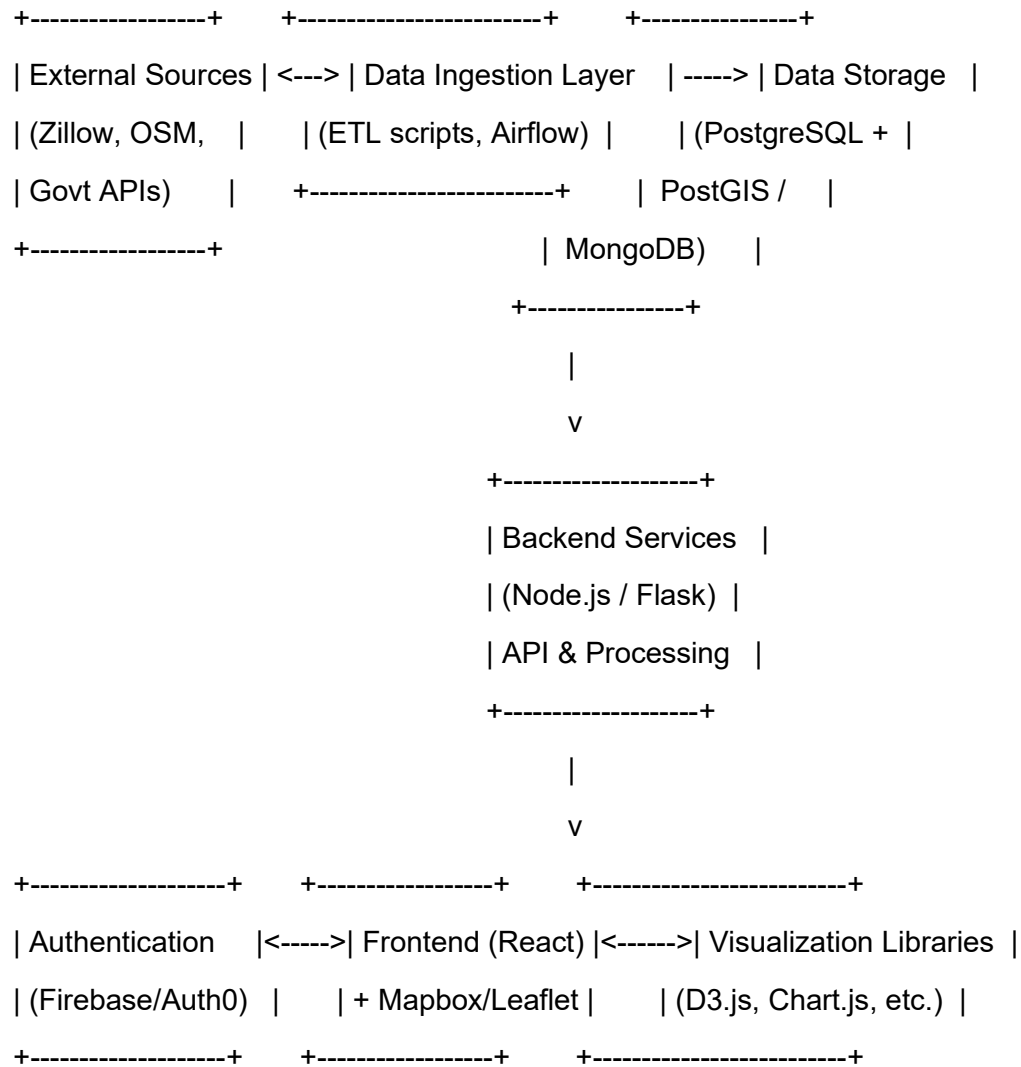 +------------------+ +-------------------------+ +----------------+
| External Sources | <---> | Data Ingestion Layer | -----> | Data Storage |
| (Zillow, OSM, | | (ETL scripts, Airflow) | | (PostgreSQL + |
| Govt APIs) | +-------------------------+ | PostGIS / |
+------------------+ | MongoDB) |
+----------------+
|
v
+--------------------+
| Backend Services |
| (Node.js / Flask) |
| API & Processing |
+--------------------+
|
v
+--------------------+ +------------------+ +--------------------------+
| Authentication |<----->| Frontend (React) |<------>| Visualization Libraries |
| (Firebase/Auth0) | | + Mapbox/Leaflet | | (D3.js, Chart.js, etc.) |
+--------------------+ +------------------+ +--------------------------+